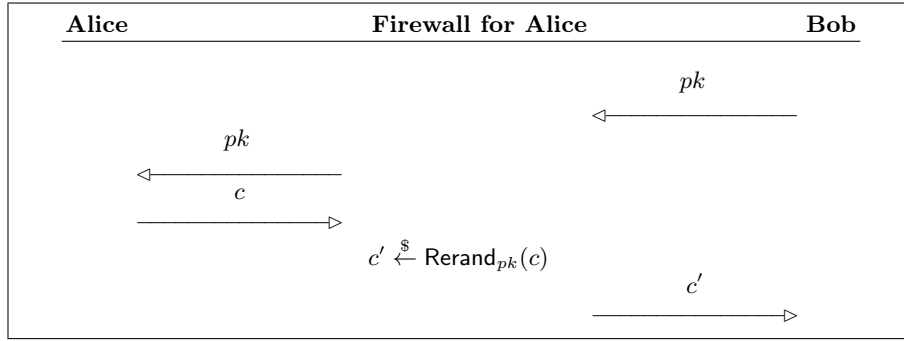 Alice Firewall for Alice Bob
pk
pk
c
c′ $← Rerand_pk(c)
c′